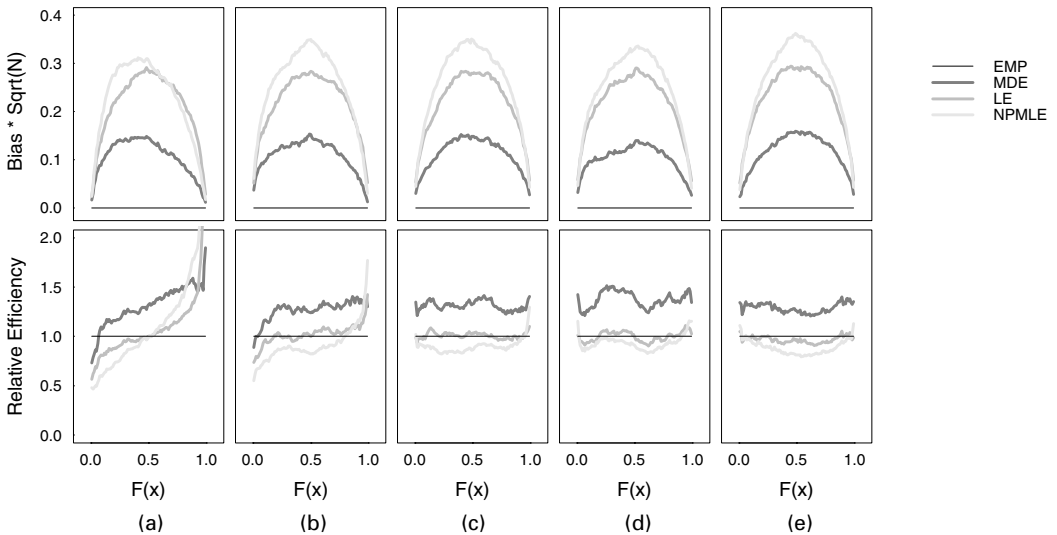 Bias * Sqrt(N)
0.4
0.3
0.2
0.1
0.0
EMP
MDE
LE
NPMLE
Relative Efficiency
2.0
1.5
1.0
0.5
0.0
0.0 0.5 1.0 0.0 0.5 1.0 0.0 0.5 1.0 0.0 0.5 1.0 0.0 0.5 1.0
F(x) F(x) F(x) F(x) F(x)
(a) (b) (c) (d) (e)